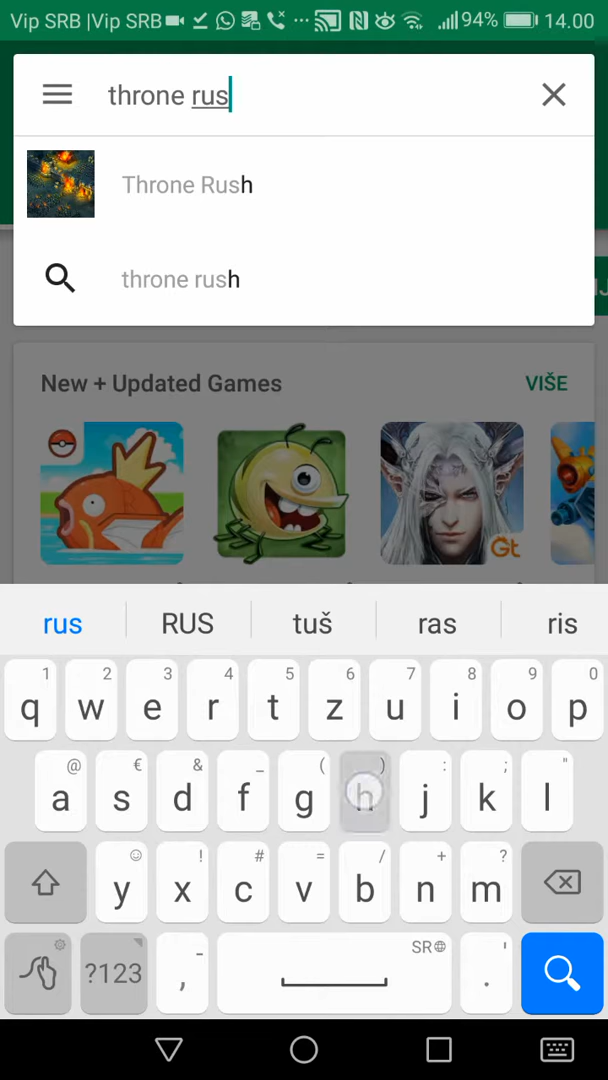 Vip SRB |Vip SRB ... 94% 14.00
throne rus
Throne Rush
throne rush
New + Updated Games VIŠE
Gt
rus RUS tuš ras ris
1 2 3 4 5 6 7 8 9 0
q w e r t z u i o p
@ € & _ ( ) : ; "
a s d f g h j k l
! # = / + ?
y x c v b n m
- SR '
?123 , .